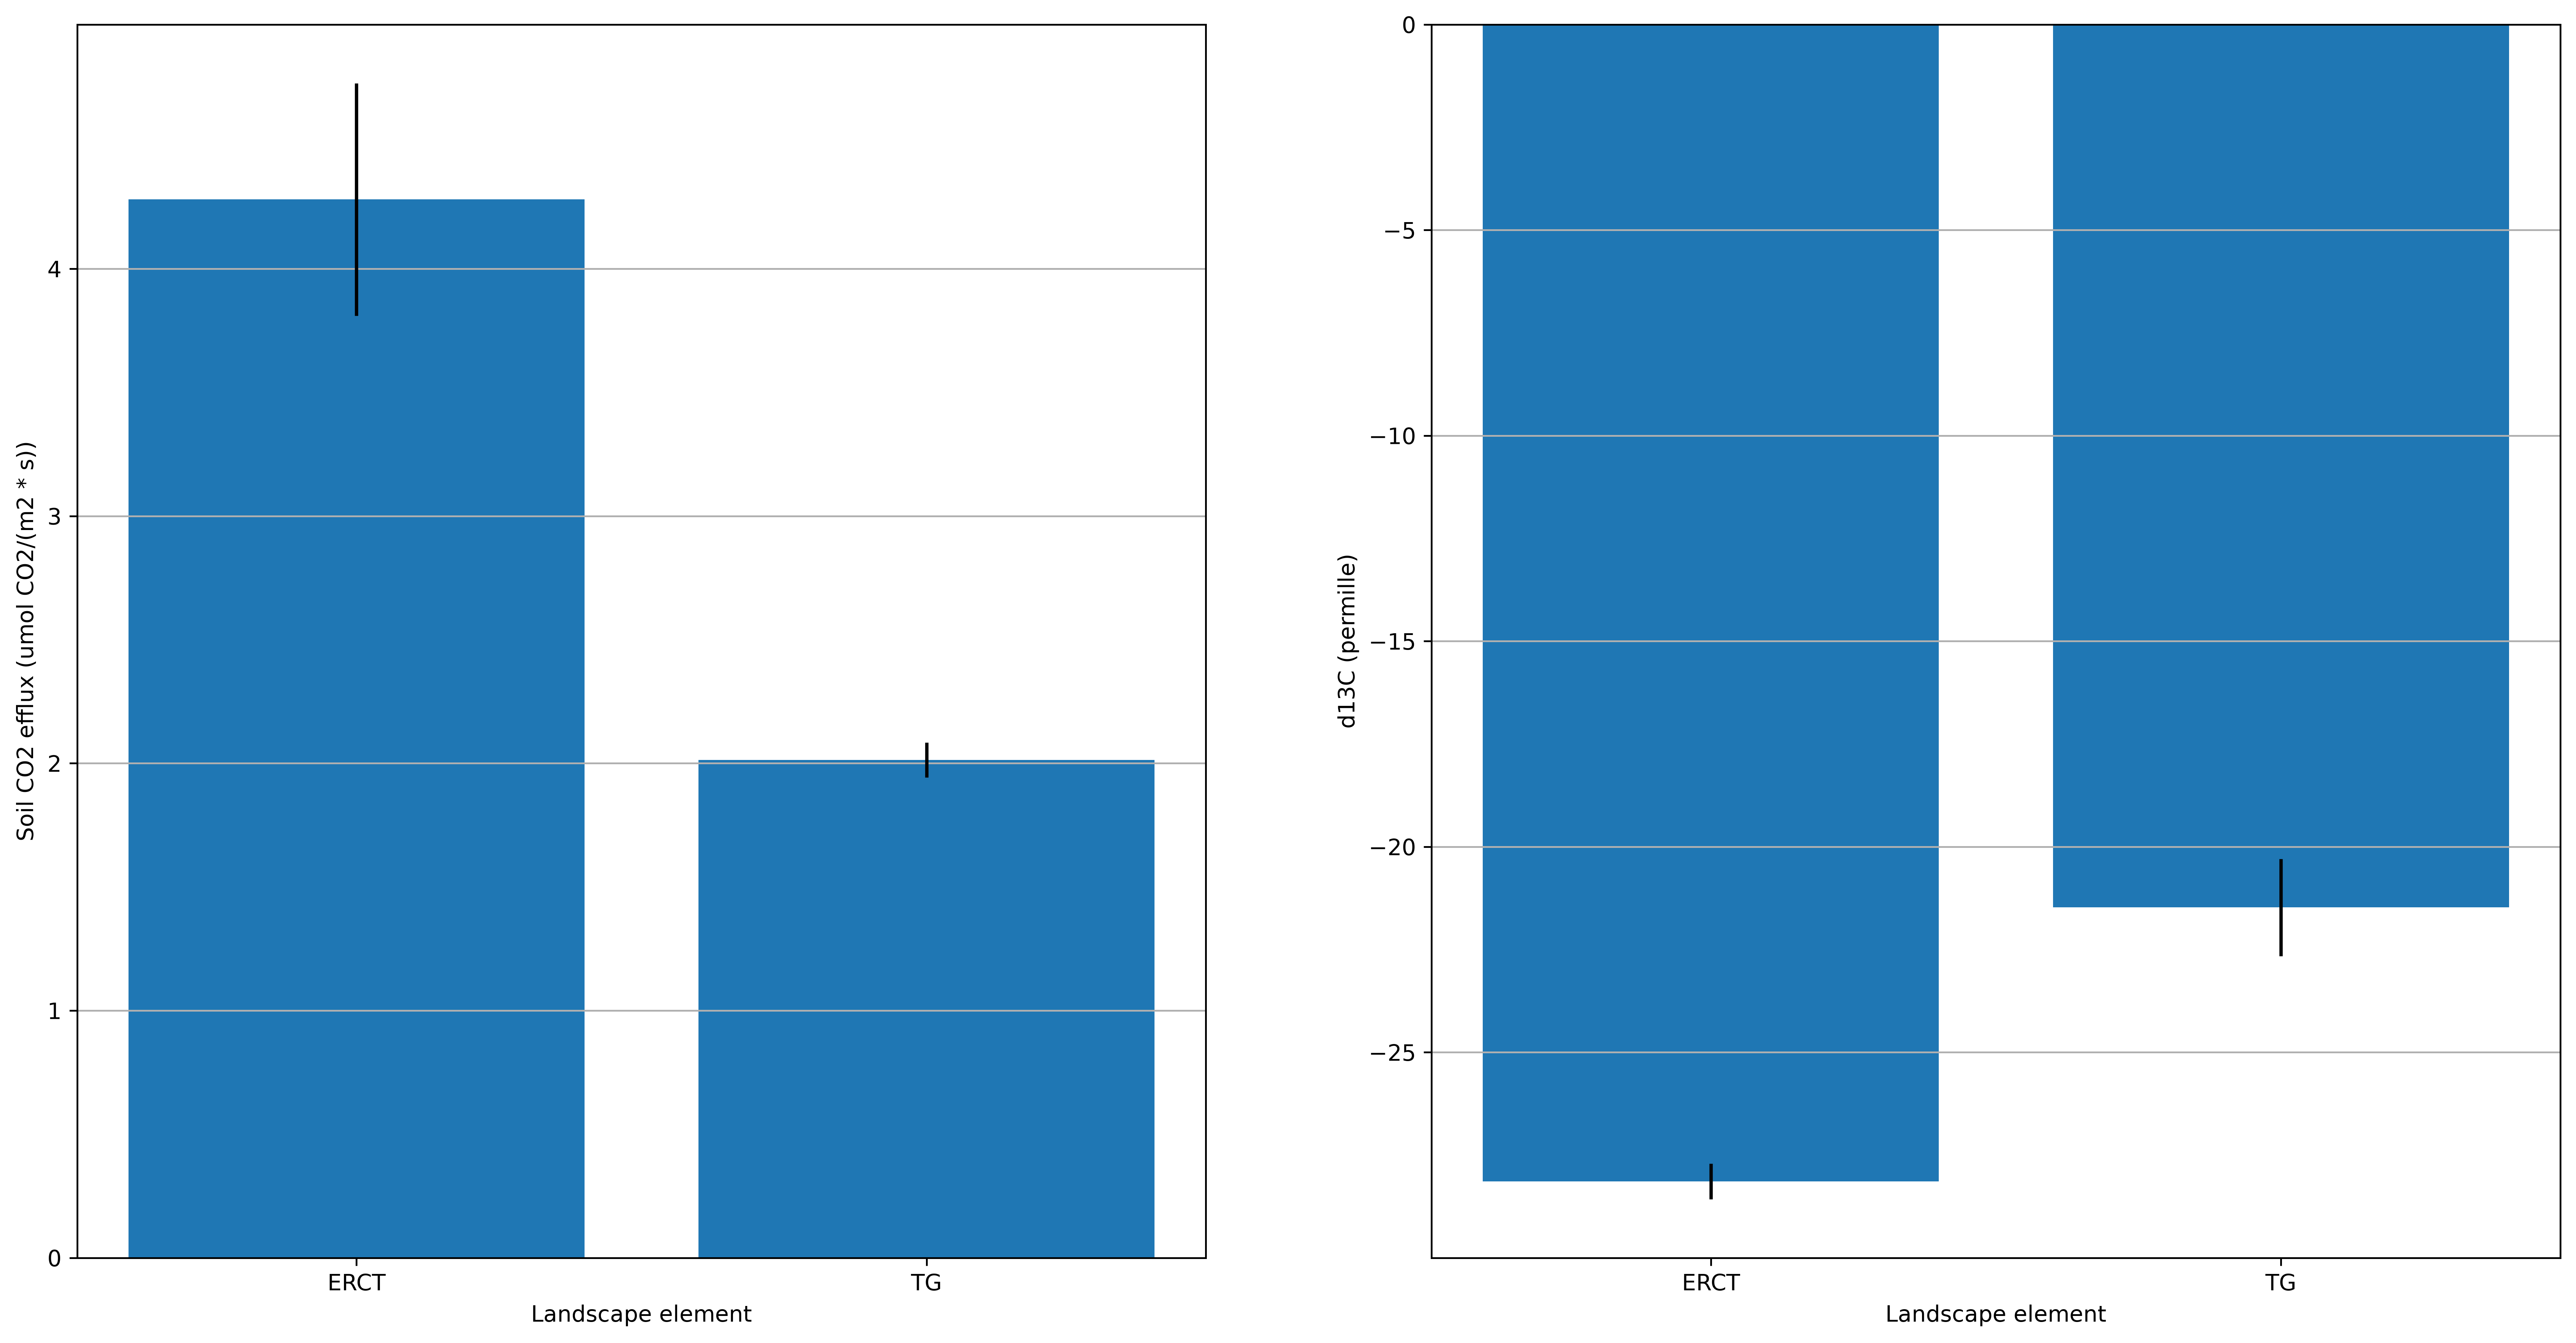 Soil CO2 efflux (umol CO2/(m2 * s))
4
3
2
1
0
ERCT
TG
Landscape element
d13C (permille)
0
−5
−10
−15
−20
−25
ERCT
TG
Landscape element